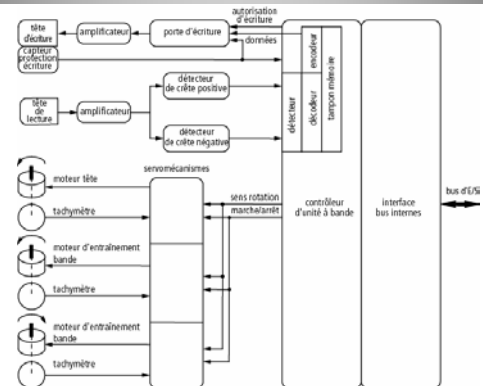 autorisation
d'écriture
tête
d'écriture
amplificateur
porte d'écriture
données
capteur
protection
écriture
encodeur
tampon mémoire
détecteur
décodeur
détecteur
de crête positive
tête
de
lecture
amplificateur
détecteur
de crête négative
servomécanismes
moteur tête
sens rotation
marche/arrêt
contrôleur
d'unité à bande
interface
bus internes
bus d'E/S
tachymètre
moteur d'entraînement
bande
tachymètre
moteur d'entraînement
bande
tachymètre